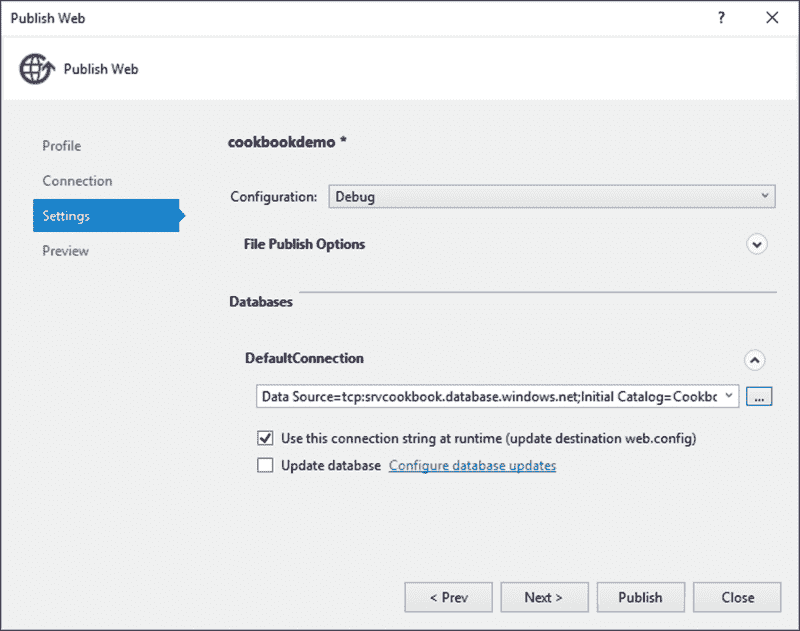 Publish Web
?
Publish Web
Profile
Connection
Settings
Preview
cookbookdemo *
Configuration: Debug
File Publish Options
Databases
DefaultConnection
Data Source=tcp:srvcookbook.database.windows.net;Initial Catalog=Cookbc
...
Use this connection string at runtime (update destination web.config)
Update database Configure database updates
< Prev Next > Publish Close